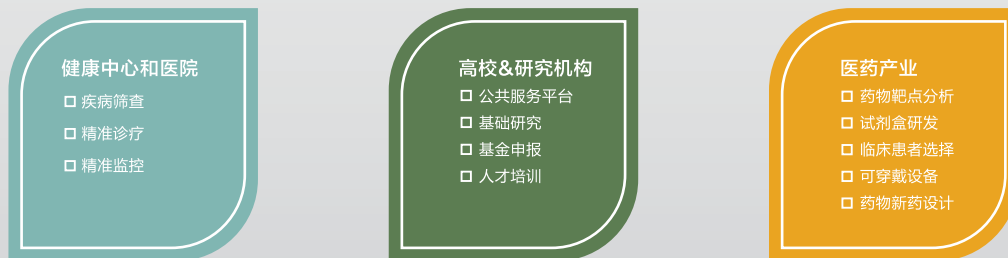 健康中心和医院
疾病筛查
精准诊疗
精准监控
高校&研究机构
公共服务平台
基础研究
基金申报
人才培训
医药产业
药物靶点分析
试剂盒研发
临床患者选择
可穿戴设备
药物新药设计